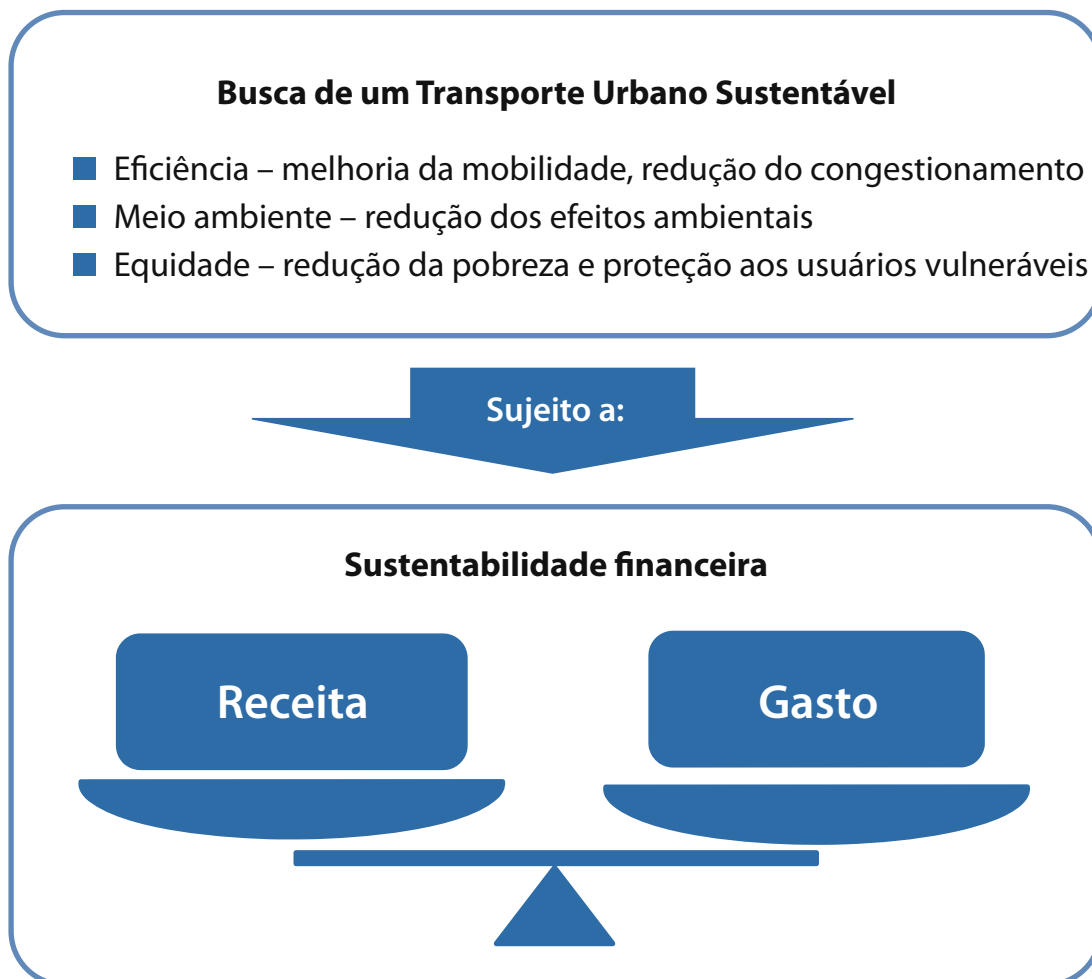 Busca de um Transporte Urbano Sustentável
Eficiência – melhoria da mobilidade, redução do congestionamento
Meio ambiente – redução dos efeitos ambientais
Equidade – redução da pobreza e proteção aos usuários vulneráveis
Sujeito a:
Sustentabilidade financeira
Receita
Gasto